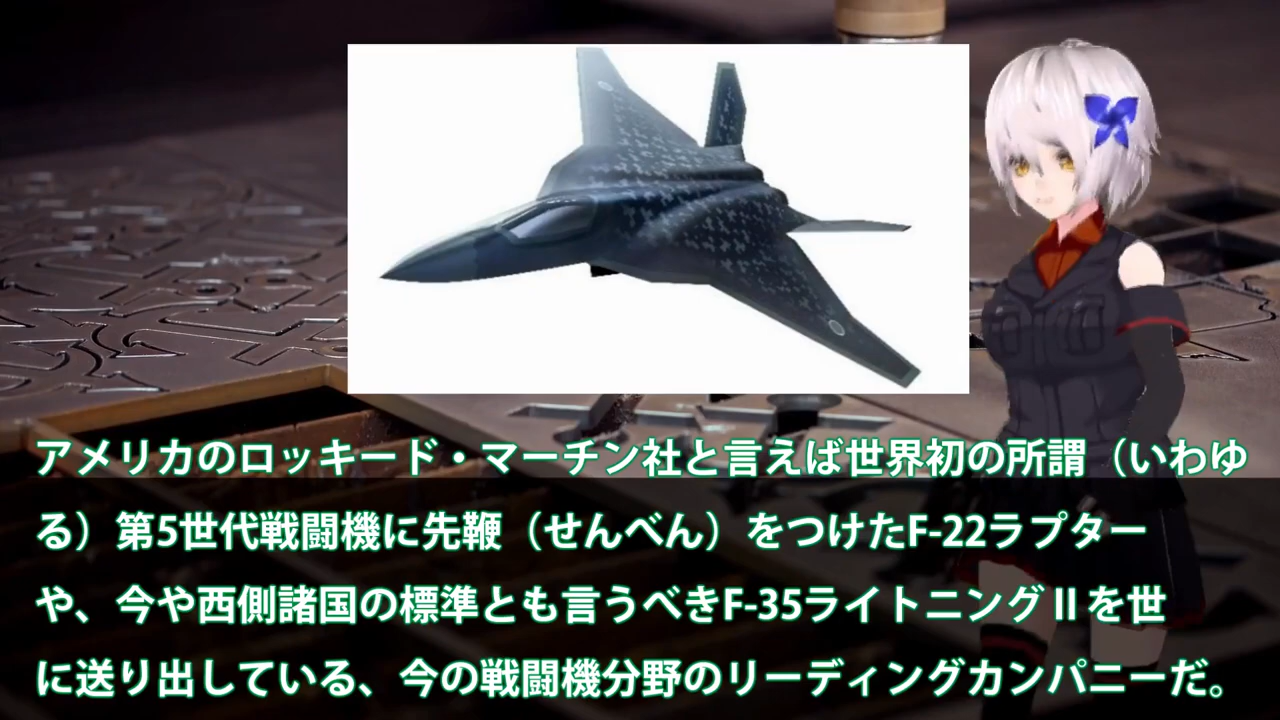 アメリカのロッキード・マーチン社と言えば世界初の所謂（いわゆ
る）第5世代戦闘機に先鞭（せんべん）をつけたF-22ラプター
や、今や西側諸国の標準とも言うべきF-35ライトニングⅡを世
に送り出している、今の戦闘機分野のリーディングカンパニーだ。